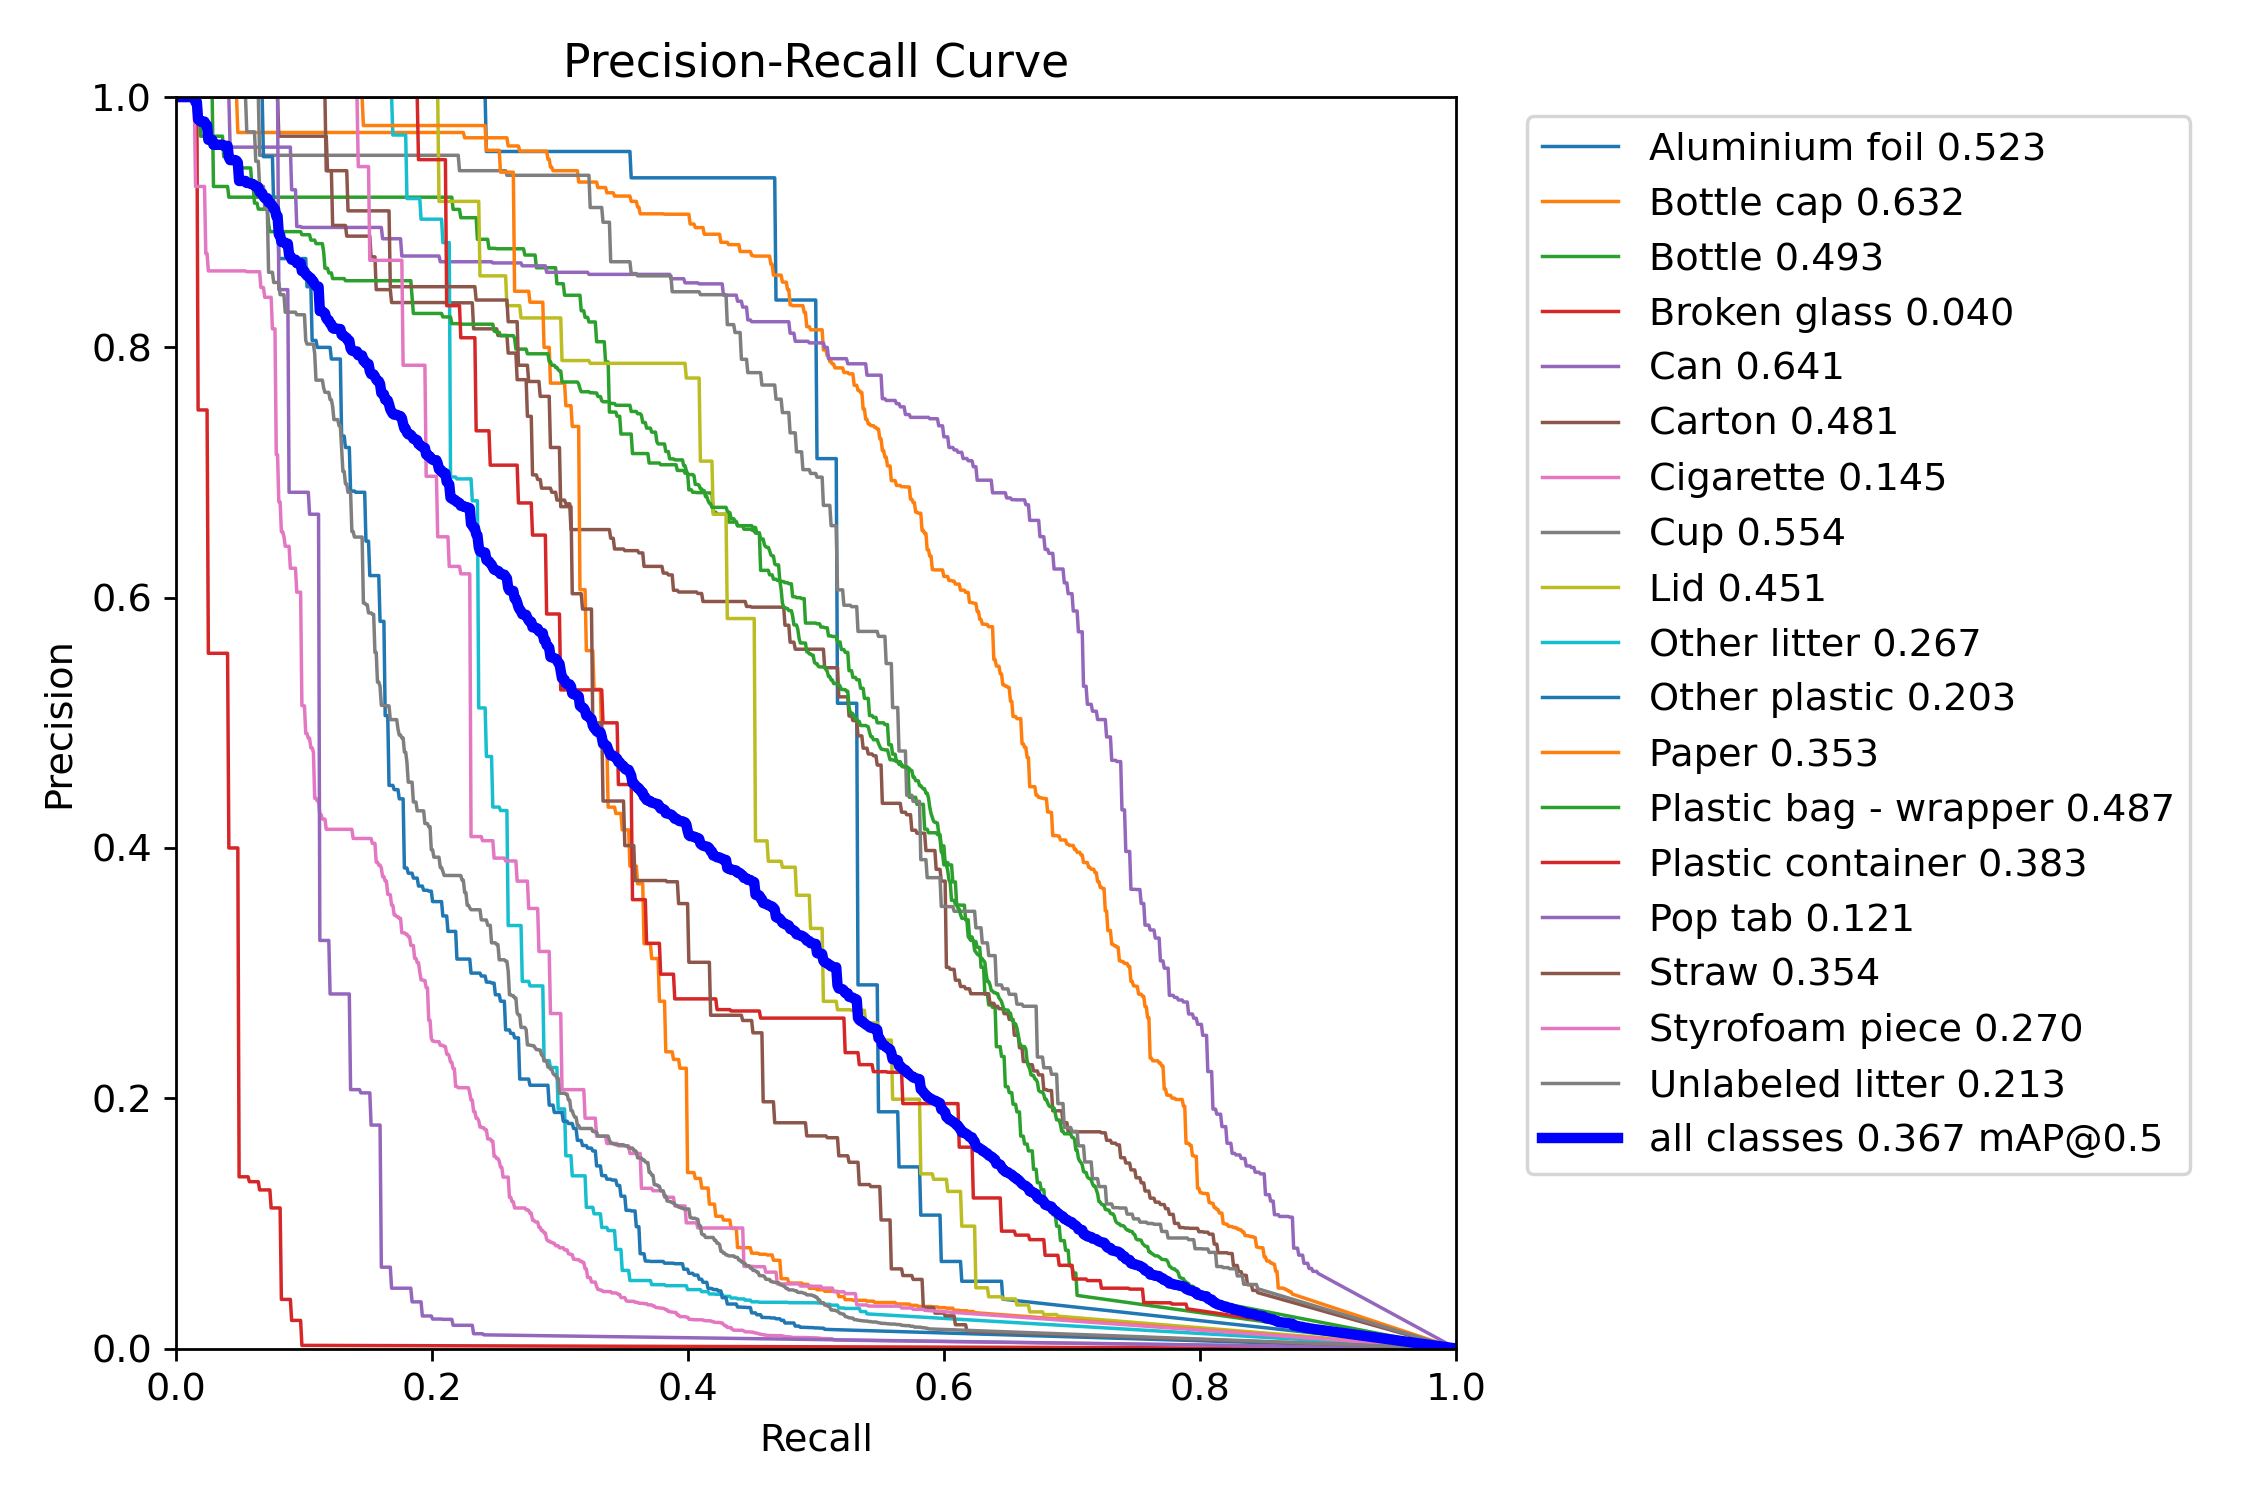 Precision-Recall Curve
1.0
0.8
0.6
0.4
0.2
0.0
Precision
0.0 0.2 0.4 0.6 0.8 1.0
Recall
Aluminium foil 0.523
Bottle cap 0.632
Bottle 0.493
Broken glass 0.040
Can 0.641
Carton 0.481
Cigarette 0.145
Cup 0.554
Lid 0.451
Other litter 0.267
Other plastic 0.203
Paper 0.353
Plastic bag - wrapper 0.487
Plastic container 0.383
Pop tab 0.121
Straw 0.354
Styrofoam piece 0.270
Unlabeled litter 0.213
all classes 0.367 mAP@0.5